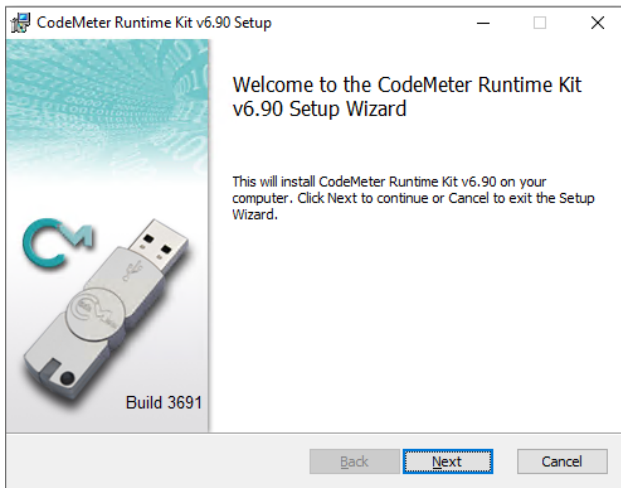 CodeMeter Runtime Kit v6.90 Setup
Welcome to the CodeMeter Runtime Kit
v6.90 Setup Wizard
This will install CodeMeter Runtime Kit v6.90 on your
computer. Click Next to continue or Cancel to exit the Setup
Wizard.
Build 3691
Back Next Cancel